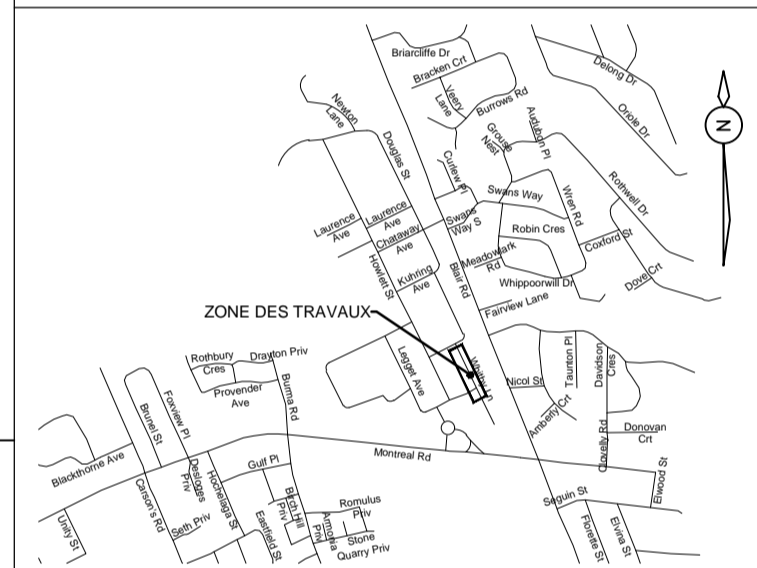 Briarcliffe Dr
Bracken Crt
Delong Dr
Newton
Lane
Veery
Lane
Burrows Rd
Oriole Dr
N
Douglas St
Grouse
Nest
Audubon Pl
Curlew Pl
Rothwell Dr
Swans Way
Wren Rd
Laurence
Ave
Laurence
Ave
Swans
Way S
Chataway
Ave
Robin Cres
Coxford St
Howlett St
Blair Rd
Meadowlark
Rd
Kuhring
Ave
Whippoorwill Dr
Dove Crt
Fairview Lane
ZONE DES TRAVAUX
Rothbury
Cres
Drayton Priv
Legget Ave
Whitby Ln
Taunton Pl
Davidson
Cres
Provender
Ave
Burma Rd
Nicol St
Foxview Pl
Brunel St
Amberly Crt
Clovelly Rd
Donovan
Crt
Montreal Rd
Blackthorne Ave
Gulf Pl
Desloges
Priv
Hochelaga St
Carson's Rd
Elwood St
Seguin St
Birch Hill
Priv
Romulus
Priv
Unity St
Seth Priv
Eastfield St
Armonia
Priv
Stone
Quarry Priv
Florette St
Elvina St